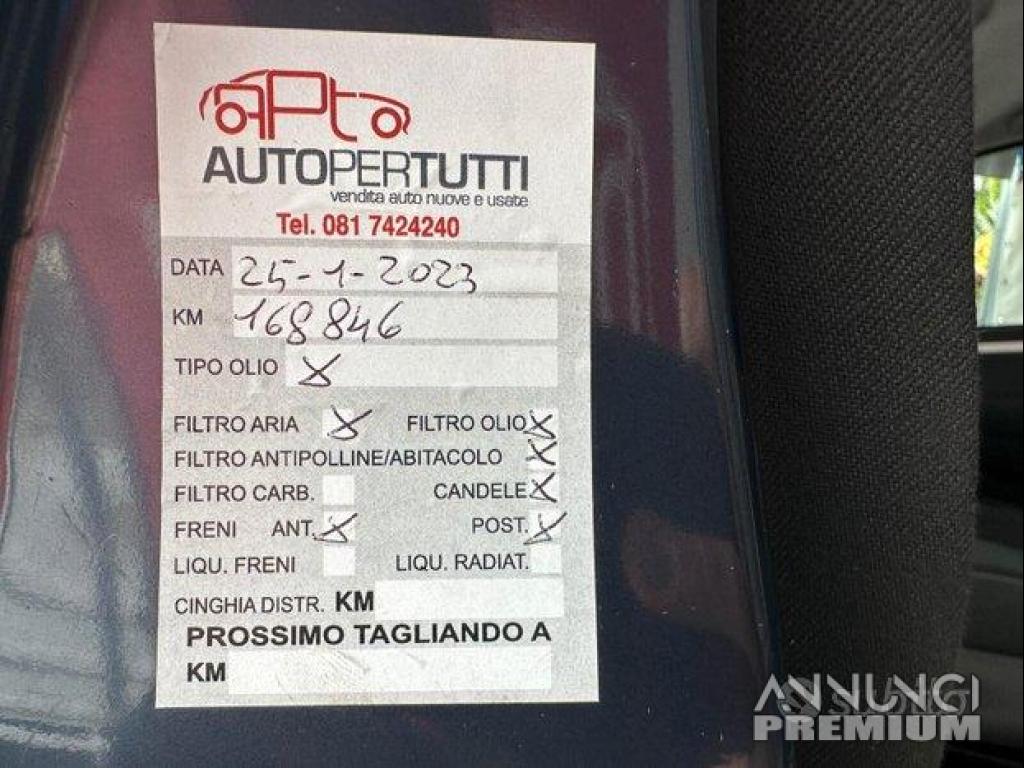 APt
AUTOPERTUTTI
vendita auto nuove e usate
Tel. 081 7424240
DATA 25-1-2023
KM 168846
TIPO OLIO X
FILTRO ARIA X FILTRO OLIO X
FILTRO ANTIPOLLINE/ABITACOLO X
FILTRO CARB. CANDELE X
FRENI ANT. X POST. X
LIQU. FRENI LIQU. RADIAT.
CINGHIA DISTR. KM
PROSSIMO TAGLIANDO A
KM
ANNUNCI
PREMIUM